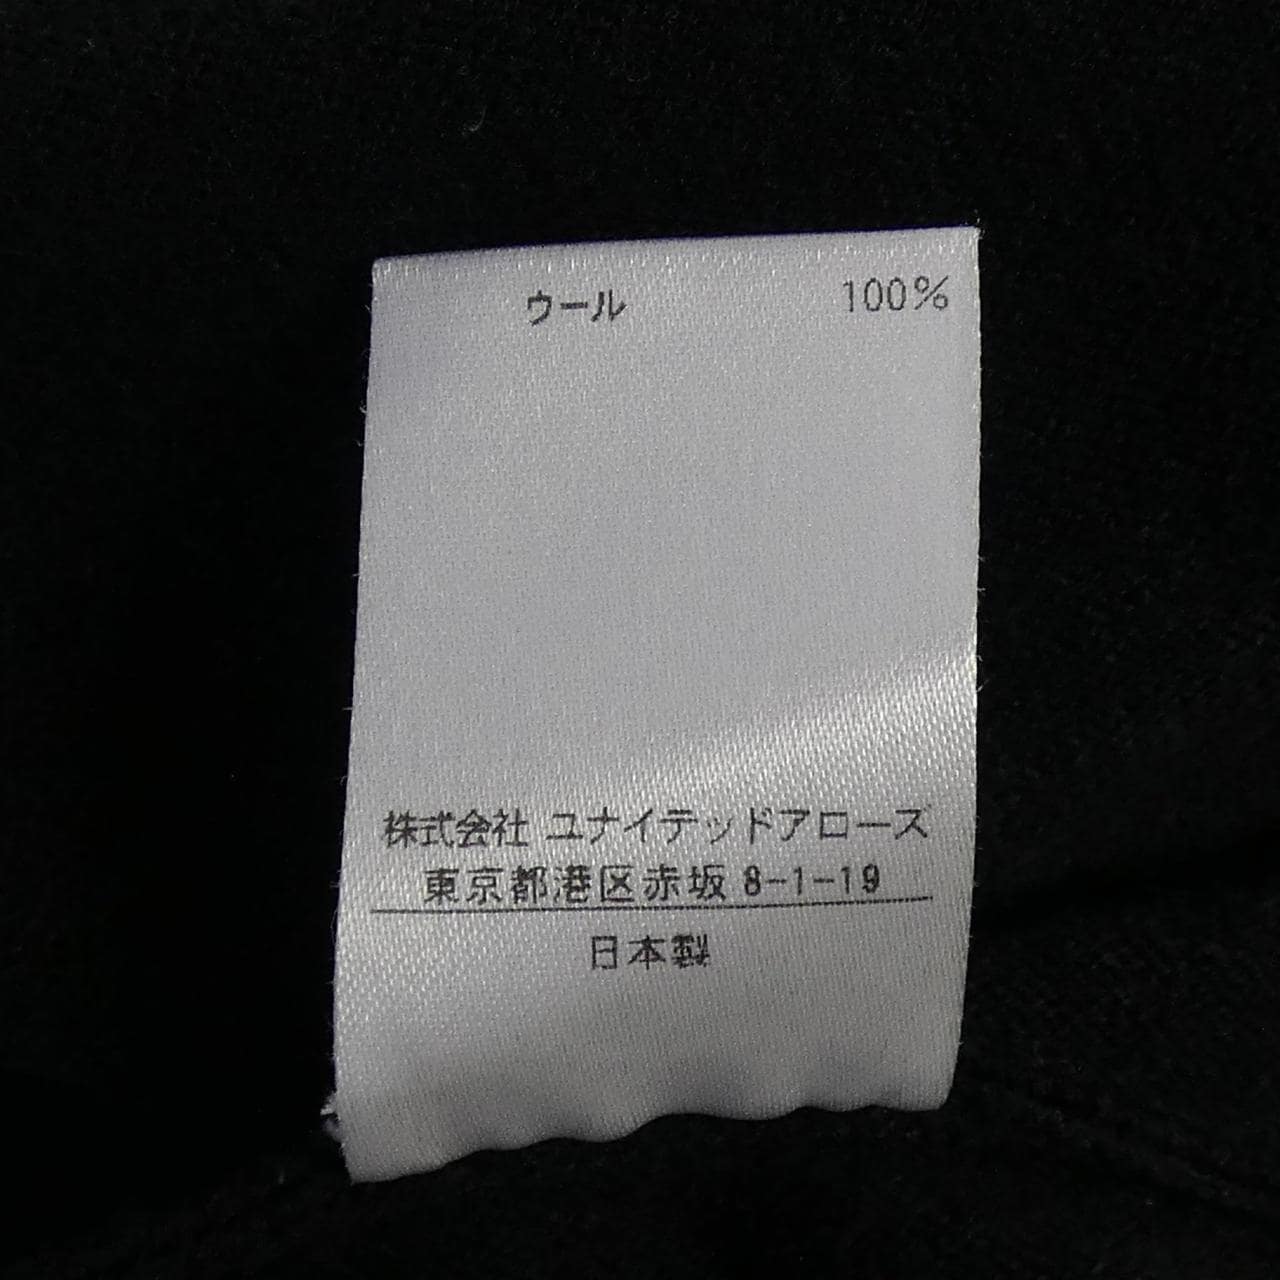 ウール 100%
株式会社 ユナイテッドアローズ
東京都港区赤坂 8-1-19
日本製